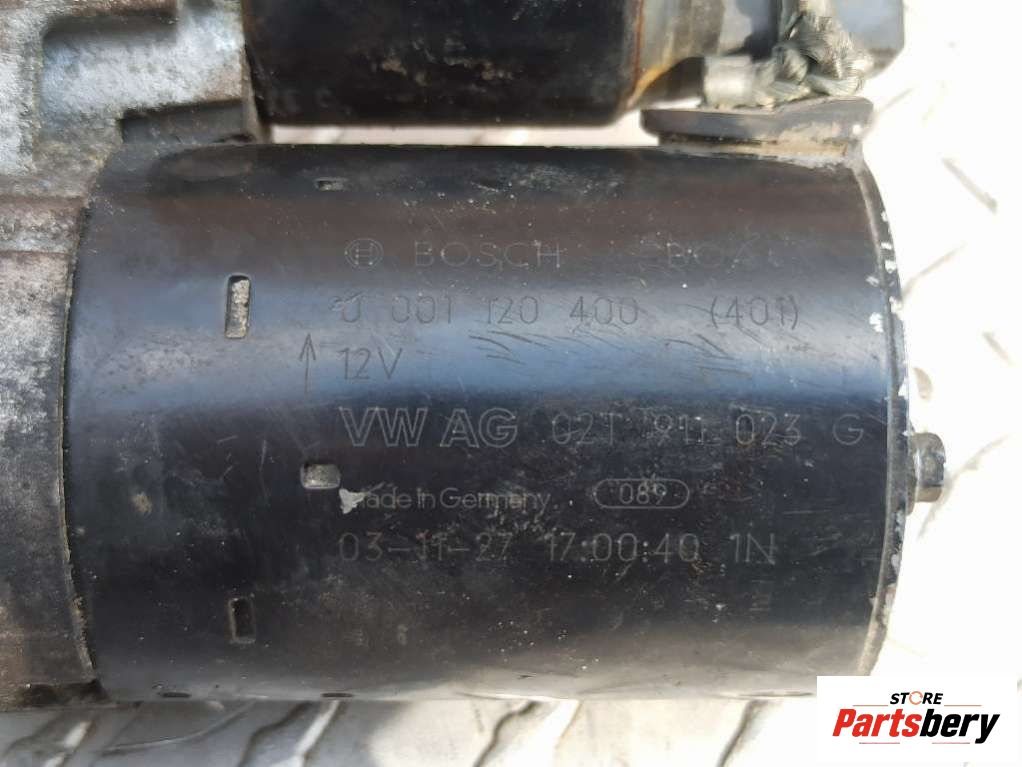 BOSCH
0 001 120 400 (401)
12V
VW AG 02T 911 023 G
Made in Germany 089
03-11-27 17:00:40 1N
STORE
Partsbery